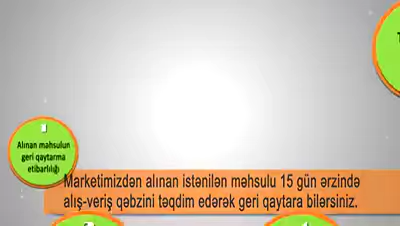 Alınan məhsulun
geri qaytarma
etibarlılığı
Marketimizdən alınan istənilən məhsulu 15 gün ərzində
alış-veriş qəbzini təqdim edərək geri qaytara bilərsiniz.